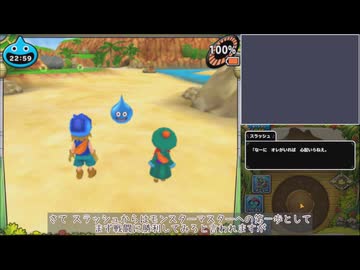 22:59
100%
スラッシュ
「なーに オレがいれば 心配いらねえ。
さて スラッシュからはモンスターマスターへの第一歩として
まず戦闘に勝利してみろと言われますが